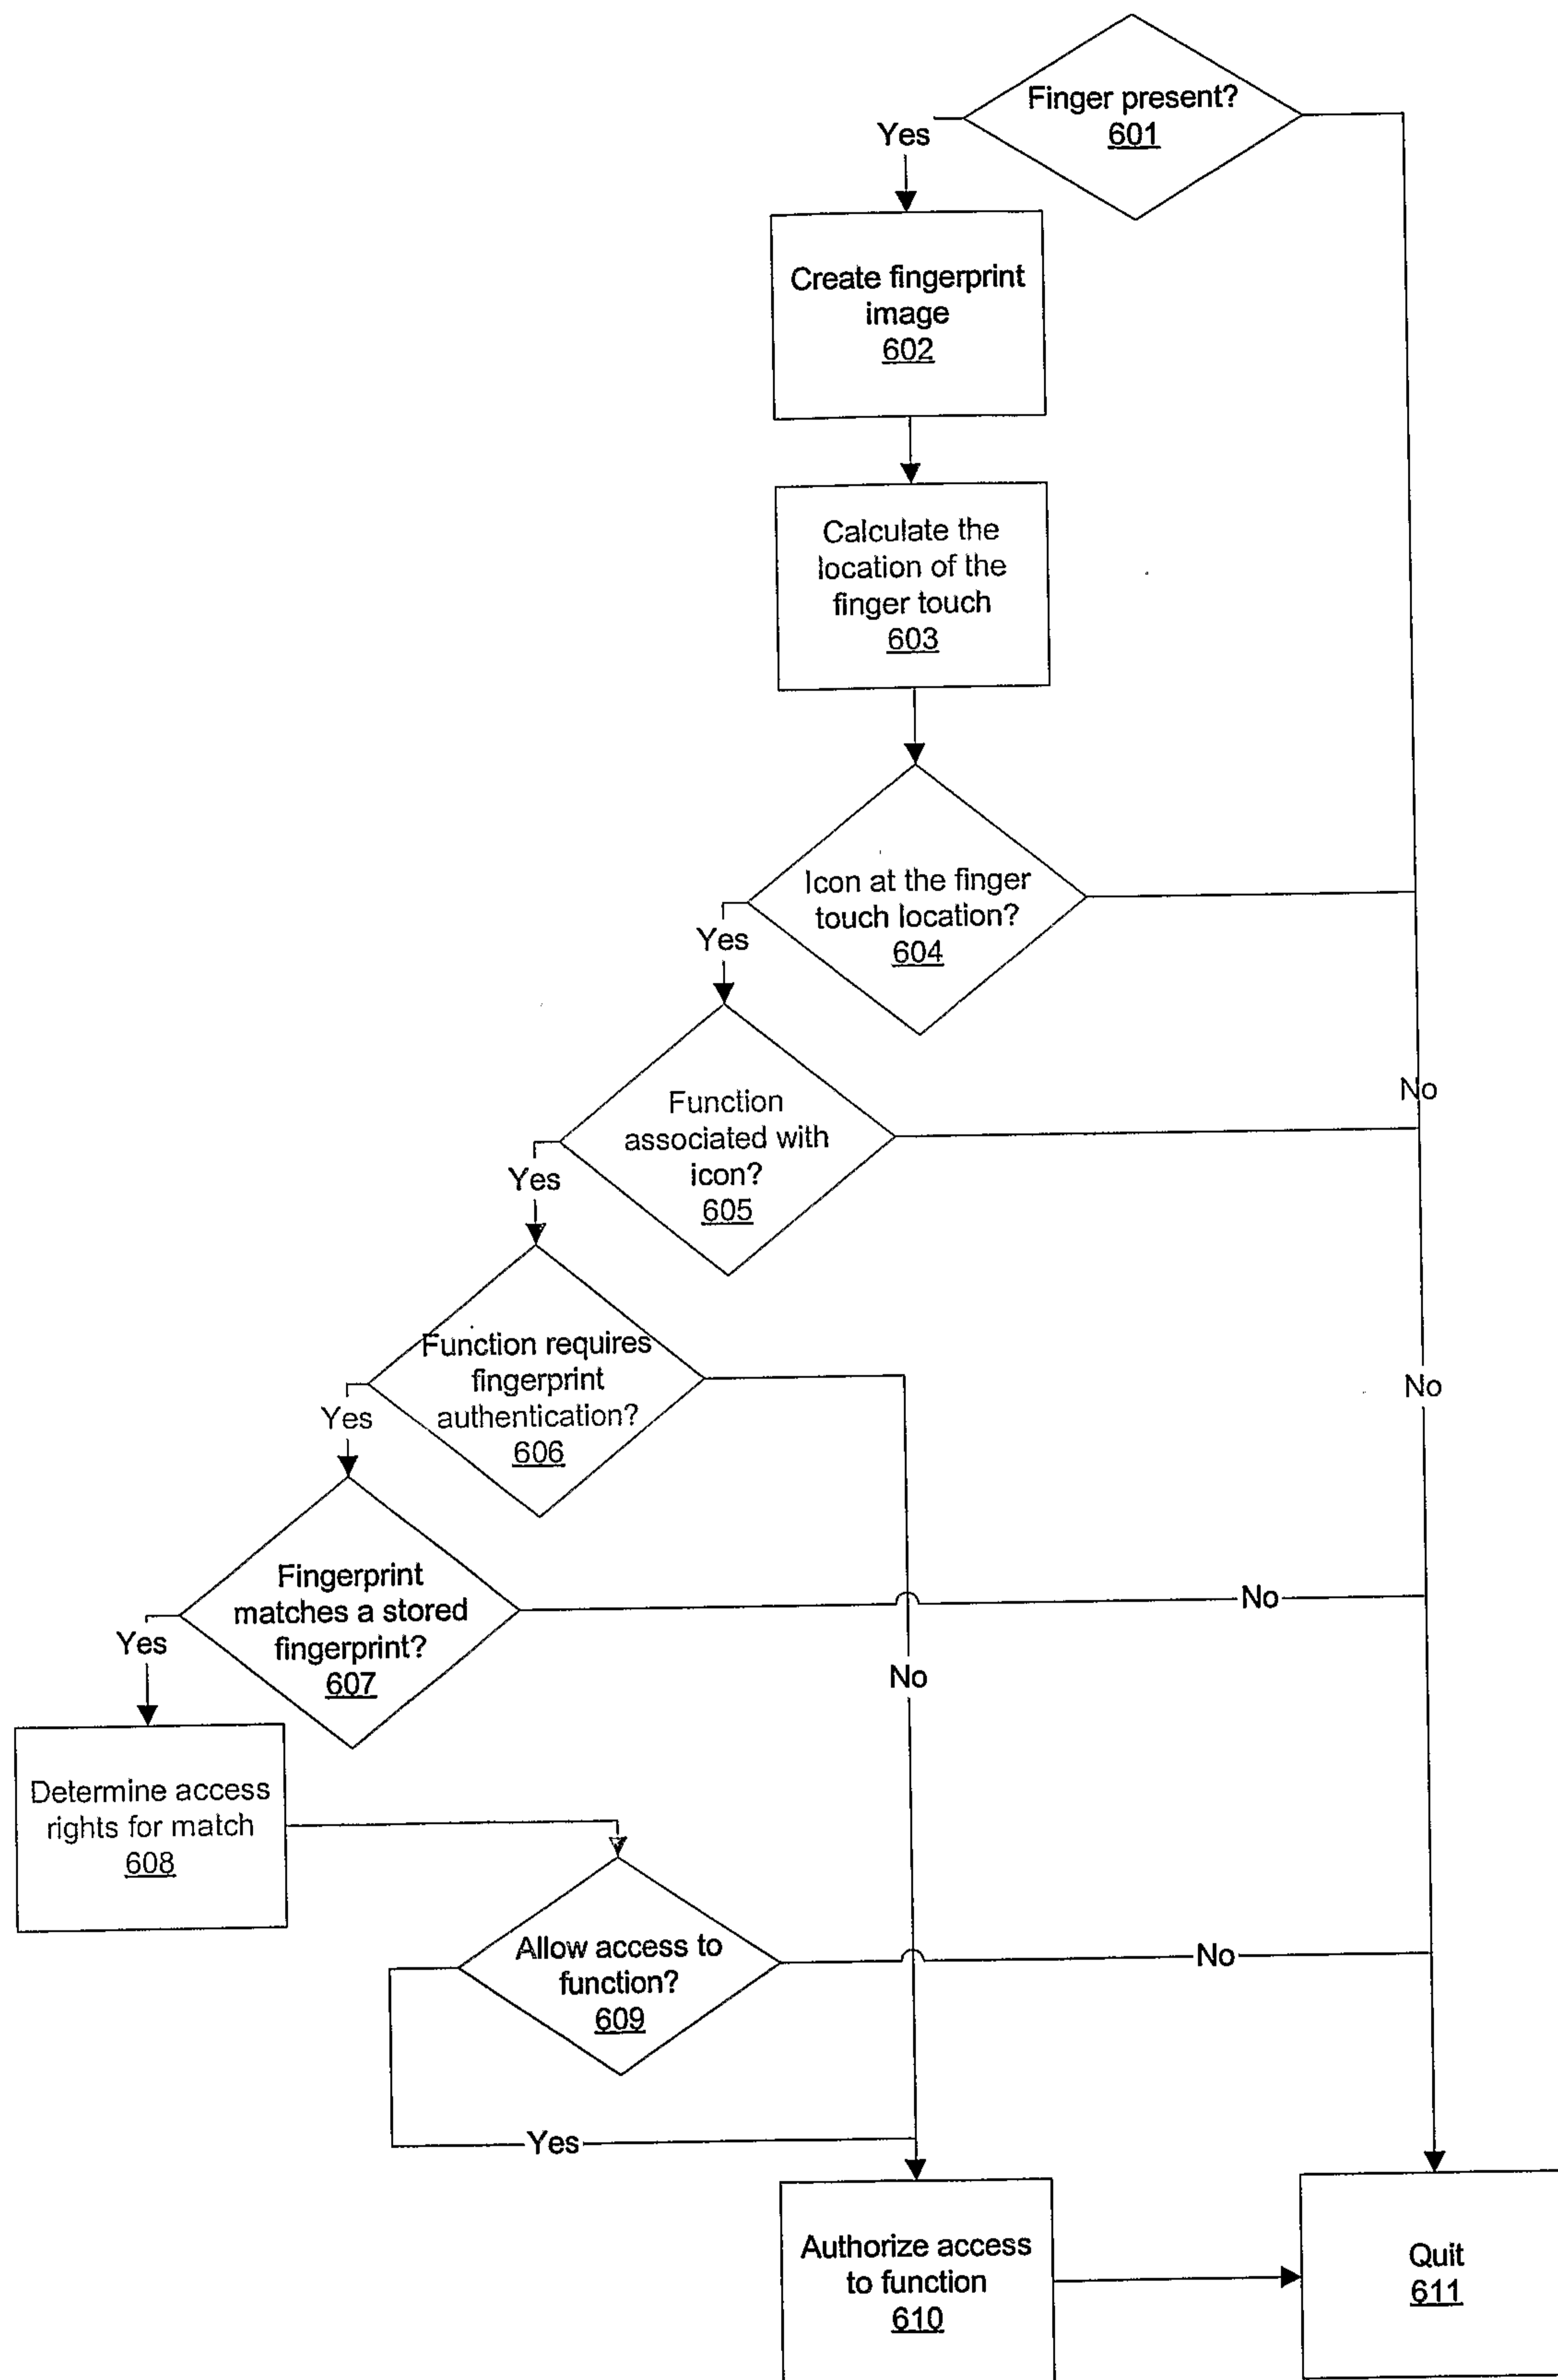 Finger present?
601
Yes
Create fingerprint
image
602
Calculate the
location of the
finger touch
603
Icon at the finger
touch location?
604
Yes
No
Function
associated with
icon?
605
Yes
Function requires
fingerprint
authentication?
606
No
Yes
Fingerprint
matches a stored
fingerprint?
607
No
Yes
No
Determine access
rights for match
608
Allow access to
function?
609
No
Yes
Authorize access
to function
610
Quit
611